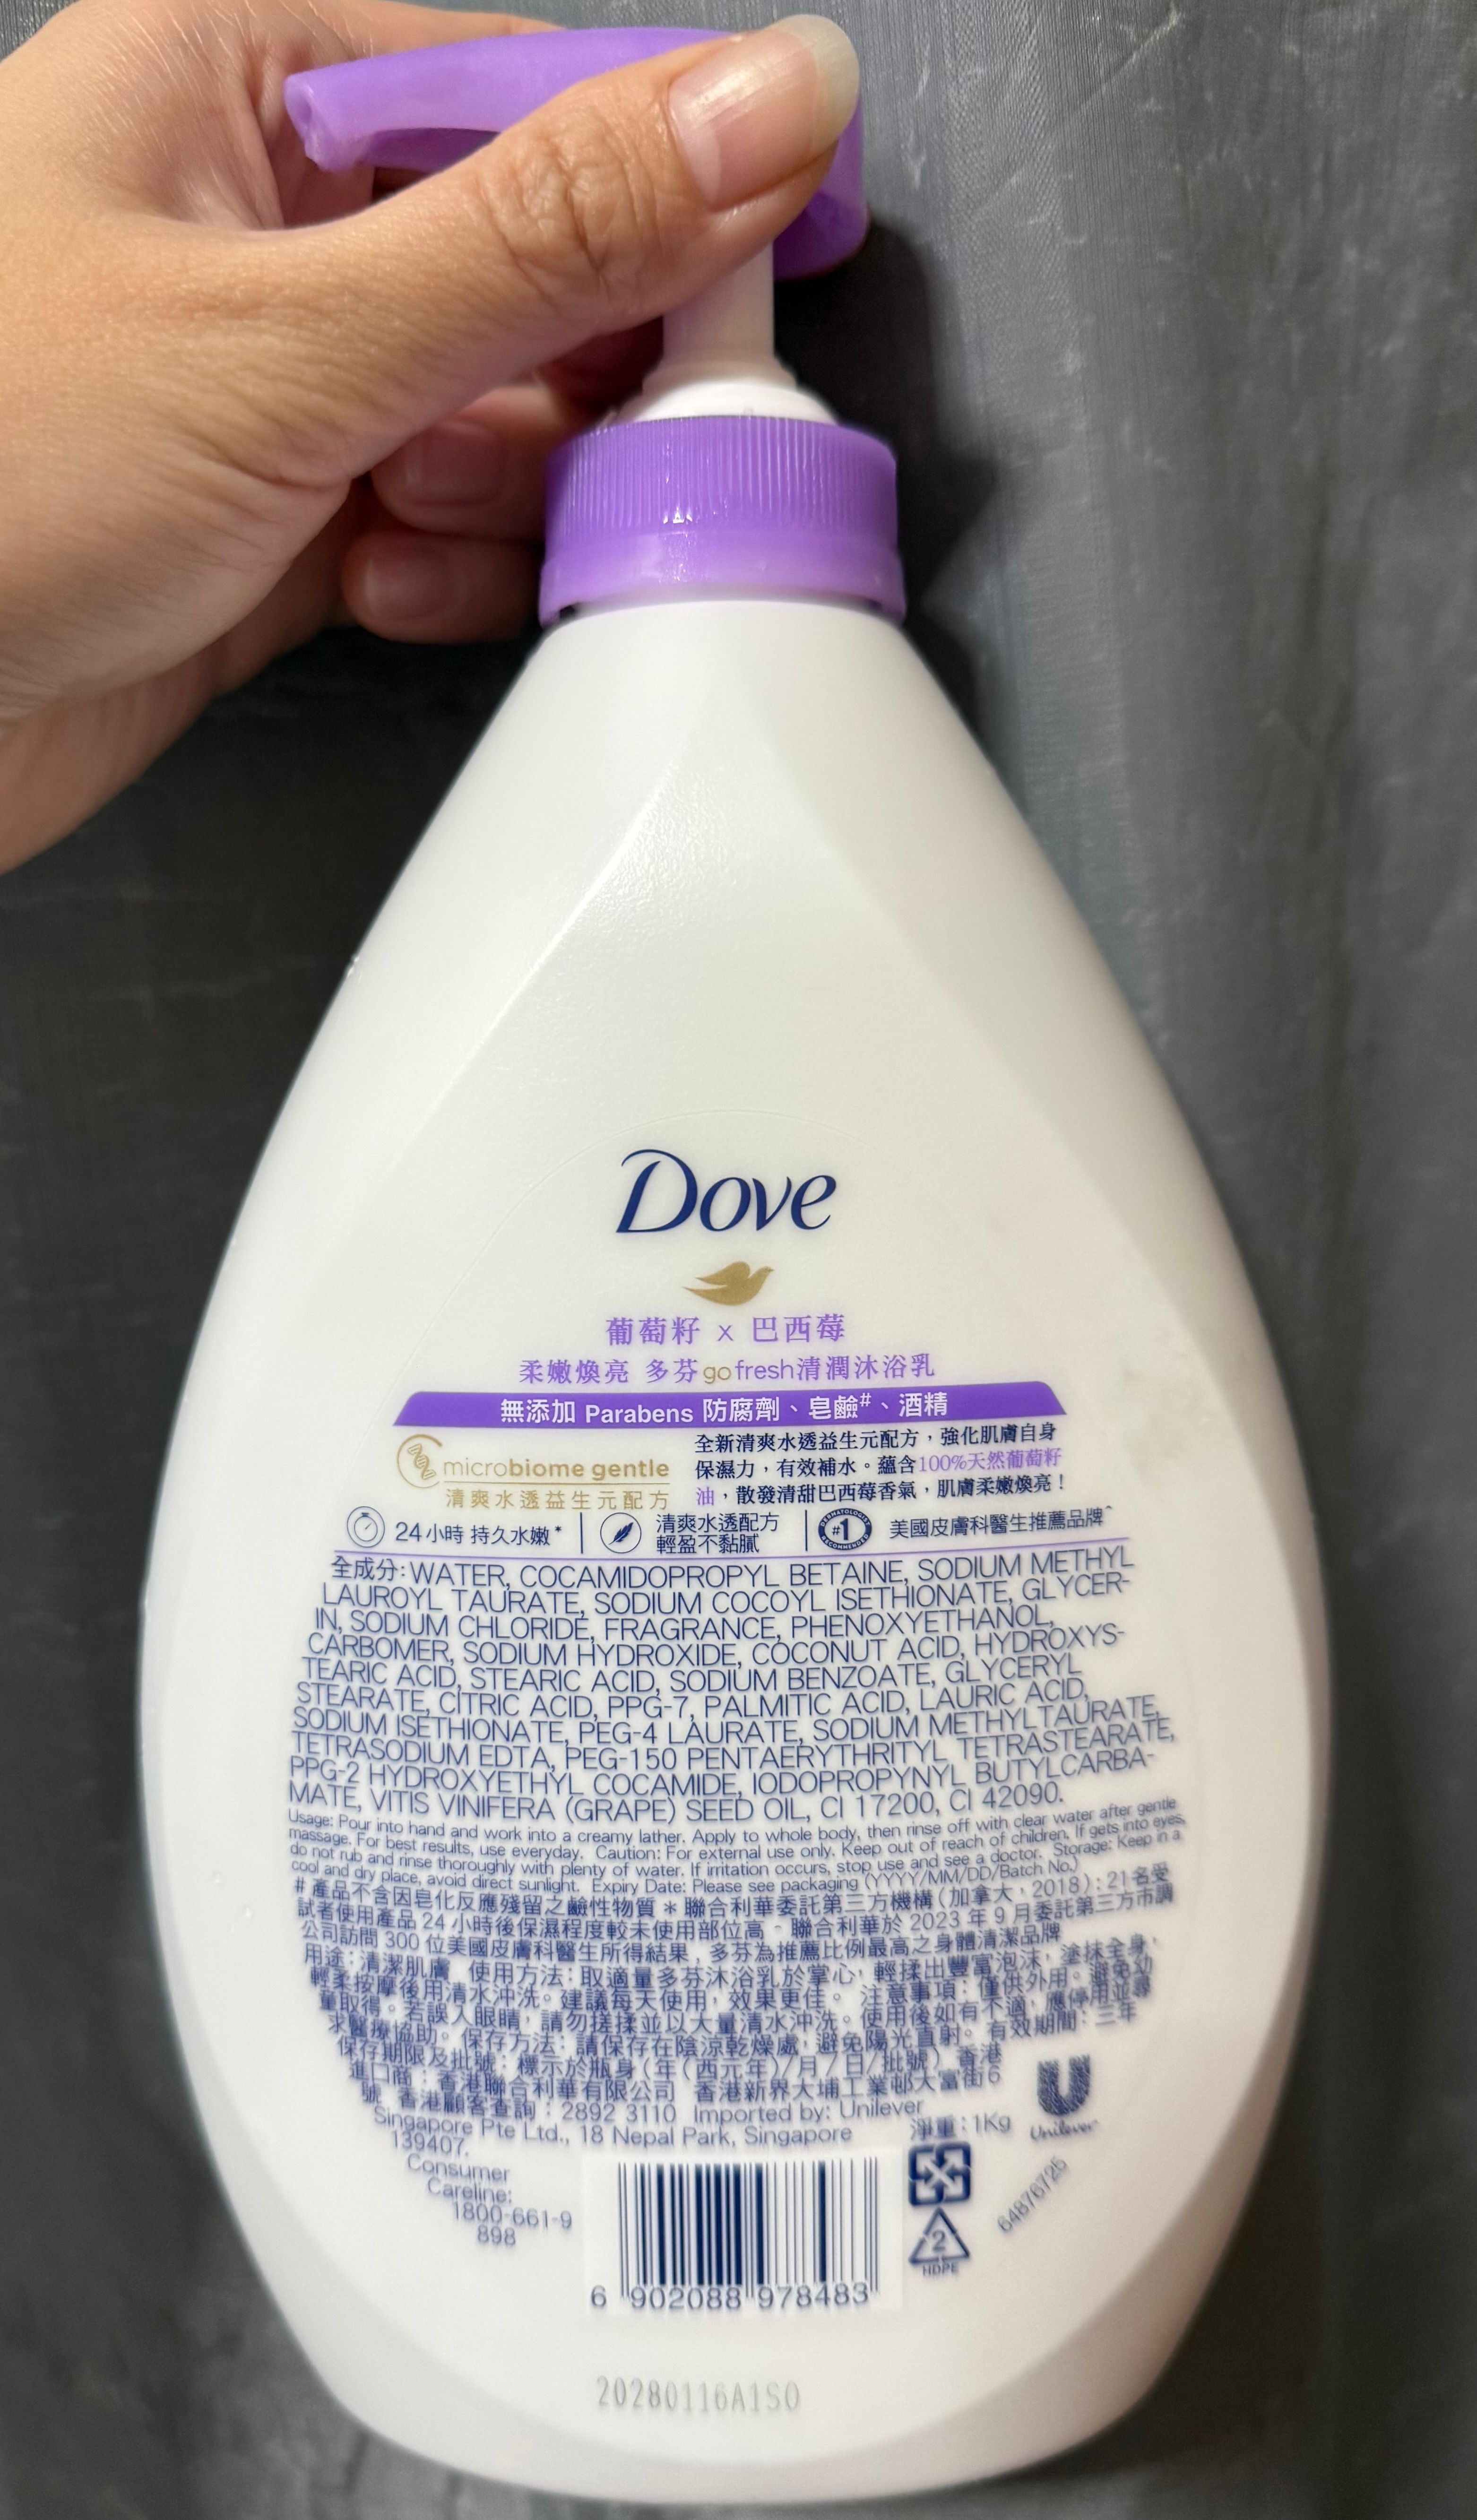 Dove
葡萄籽 x 巴西莓
柔嫩煥亮 多芬go fresh清潤沐浴乳
無添加 Parabens 防腐劑、皂鹼#、酒精
microbiome gentle
清爽水透益生元配方
全新清爽水透益生元配方，強化肌膚自身
保濕力，有效補水。蘊含100%天然葡萄籽
油，散發清甜巴西莓香氣，肌膚柔嫩煥亮！
24小時 持久水嫩*
清爽水透配方
輕盈不黏膩
DERMATOLOGIST #1 RECOMMENDED
美國皮膚科醫生推薦品牌^
全成分：WATER, COCAMIDOPROPYL BETAINE, SODIUM METHYL
LAUROYL TAURATE, SODIUM COCOYL ISETHIONATE, GLYCER-
IN, SODIUM CHLORIDE, FRAGRANCE, PHENOXYETHANOL,
CARBOMER, SODIUM HYDROXIDE, COCONUT ACID, HYDROXYS-
TEARIC ACID, STEARIC ACID, SODIUM BENZOATE, GLYCERYL
STEARATE, CITRIC ACID, PPG-7, PALMITIC ACID, LAURIC ACID,
SODIUM ISETHIONATE, PEG-4 LAURATE, SODIUM METHYLTAURATE,
TETRASODIUM EDTA, PEG-150 PENTAERYTHRITYL TETRASTEARATE,
PPG-2 HYDROXYETHYL COCAMIDE, IODOPROPYNYL BUTYLCARBA-
MATE, VITIS VINIFERA (GRAPE) SEED OIL, CI 17200, CI 42090.
Usage: Pour into hand and work into a creamy lather. Apply to whole body, then rinse off with clear water after gentle
massage. For best results, use everyday. Caution: For external use only. Keep out of reach of children. If gets into eyes,
do not rub and rinse thoroughly with plenty of water. If irritation occurs, stop use and see a doctor. Storage: Keep in a
cool and dry place, avoid direct sunlight. Expiry Date: Please see packaging (YYYY/MM/DD/Batch No.)
# 產品不含因皂化反應殘留之鹼性物質 * 聯合利華委託第三方機構（加拿大，2018）：21名受
試者使用產品 24 小時後保濕程度較未使用部位高 ^ 聯合利華於 2023 年 9 月委託第三方市調
公司訪問 300 位美國皮膚科醫生所得結果，多芬為推薦比例最高之身體清潔品牌
用途：清潔肌膚 使用方法：取適量多芬沐浴乳於掌心，輕揉出豐富泡沫，塗抹全身，
輕柔按摩後用清水沖洗。建議每天使用，效果更佳。 注意事項：僅供外用。避免幼
童取得。若誤入眼睛，請勿搓揉並以大量清水沖洗。使用後如有不適，應停用並尋
求醫療協助。保存方法：請保存在陰涼乾燥處，避免陽光直射。有效期間：三年
保存期限及批號：標示於瓶身（年（西元年）/月／日/批號） 香港
進口商：香港聯合利華有限公司 香港新界大埔工業邨大富街6
號 香港顧客查詢：2892 3110 Imported by: Unilever
Singapore Pte Ltd., 18 Nepal Park, Singapore
139407.
Consumer
Careline:
1800-661-9
898
淨重：1Kg
Unilever
2
HDPE
64876725
6 902088 978483
20280116A1SO